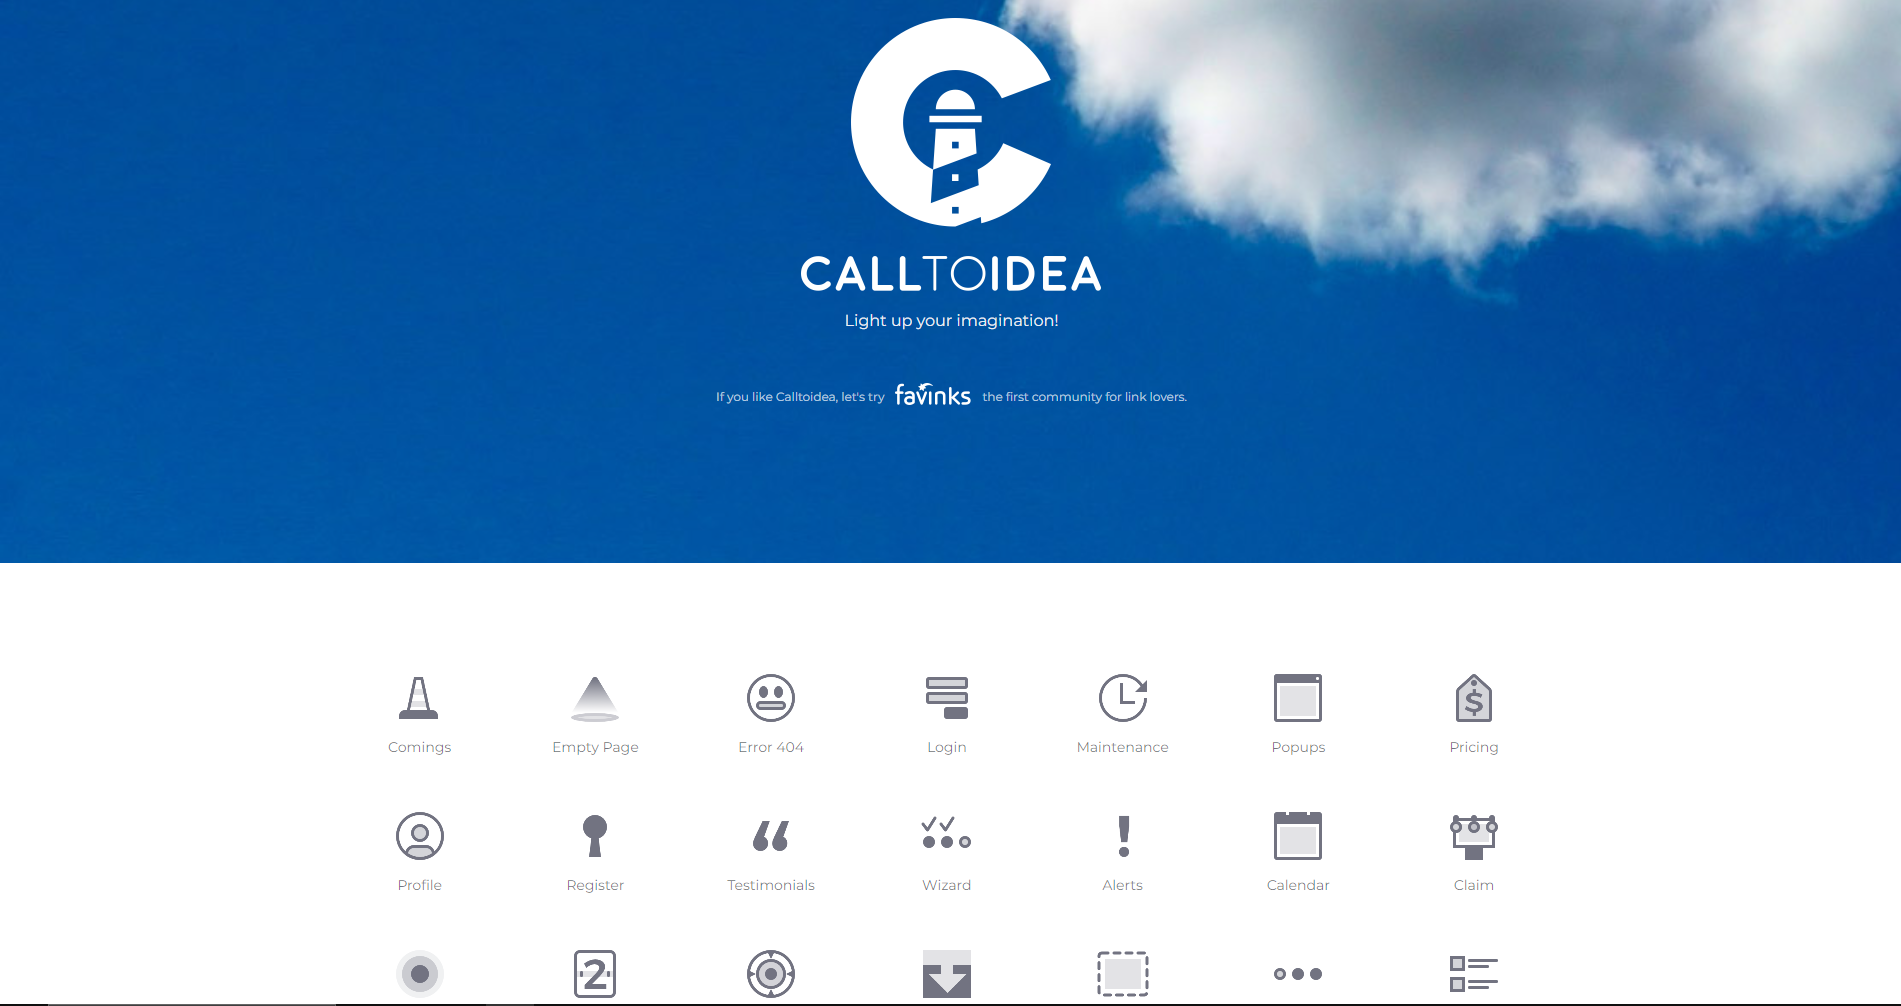 CALLTOIDEA
Light up your imagination!
If you like Calltoidea, let's try favinks the first community for link lovers.
Comings Empty Page Error 404 Login Maintenance Popups Pricing
$
Profile Register Testimonials Wizard Alerts Calendar Claim
2